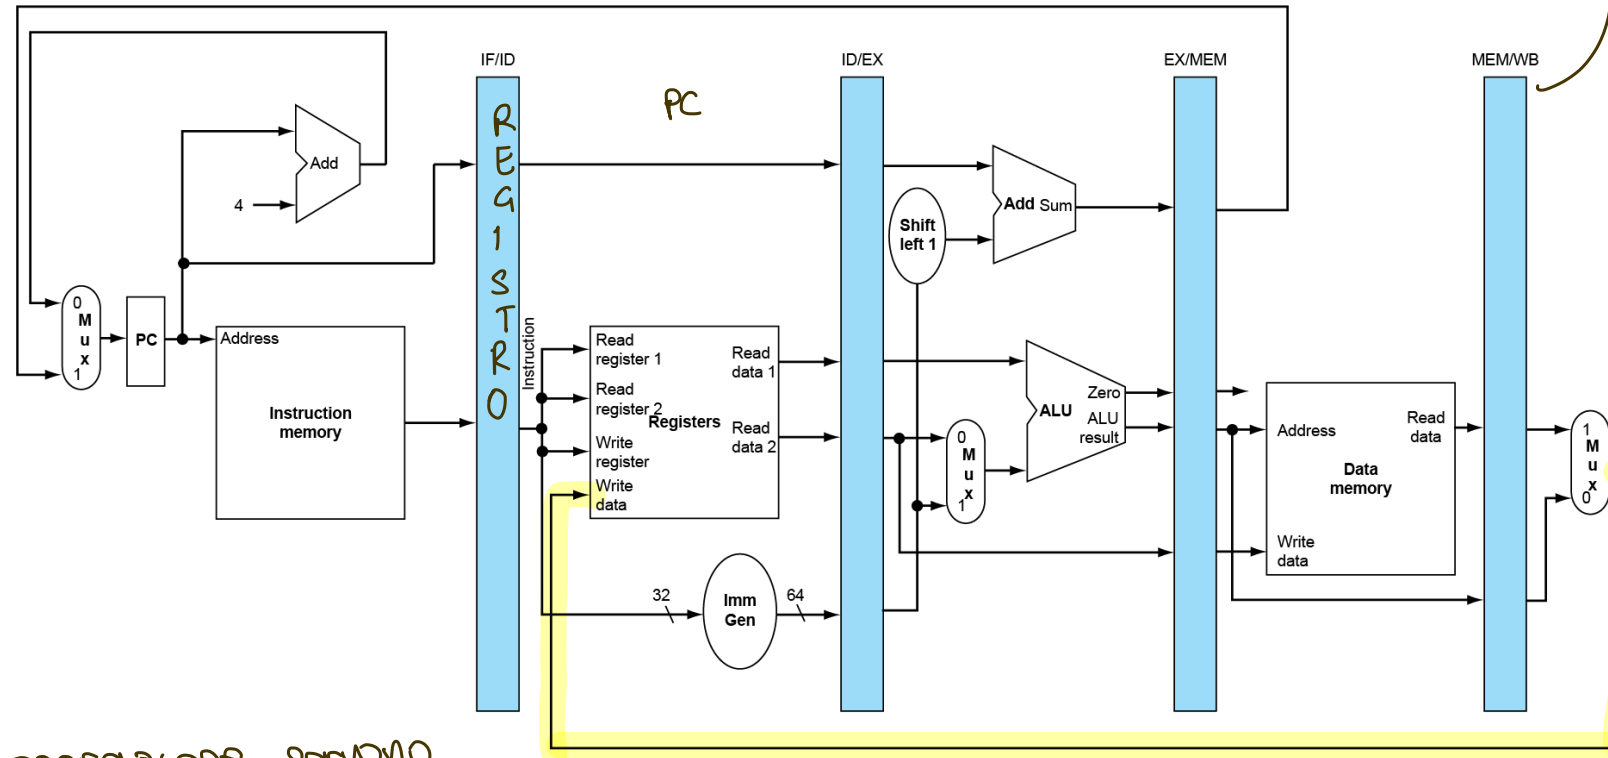 IF/ID
ID/EX
EX/MEM
MEM/WB
REGISTRO
PC
Add
4
Shift
left 1
Add Sum
0
Mux
1
PC
Address
Instruction
memory
Instruction
Read
register 1
Read
register 2
Write
register
Write
data
Registers
Read
data 1
Read
data 2
0
Mux
1
Zero
ALU
ALU
result
Address
Read
data
Data
memory
Write
data
1
Mux
0
32
Imm
Gen
64